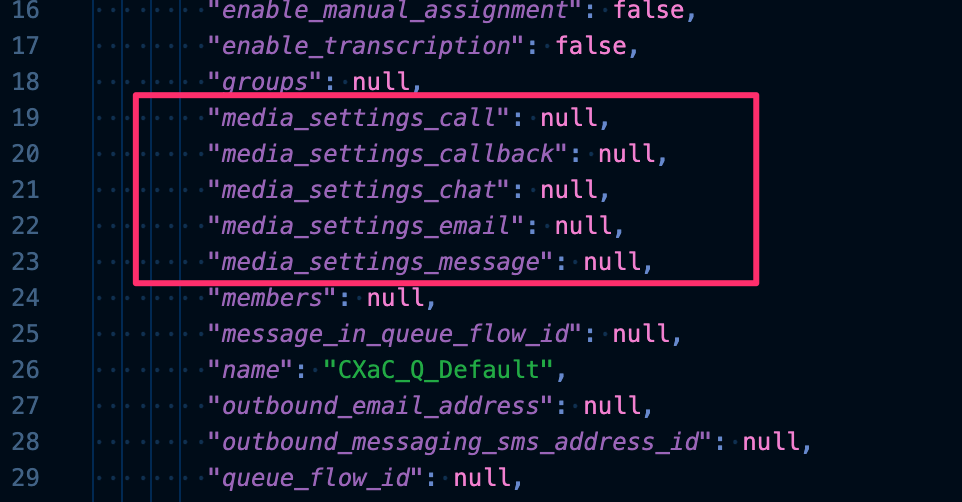 16 "enable_manual_assignment": false,
17 "enable_transcription": false,
18 "groups": null,
19 "media_settings_call": null,
20 "media_settings_callback": null,
21 "media_settings_chat": null,
22 "media_settings_email": null,
23 "media_settings_message": null,
24 "members": null,
25 "message_in_queue_flow_id": null,
26 "name": "CXaC_Q_Default",
27 "outbound_email_address": null,
28 "outbound_messaging_sms_address_id": null,
29 "queue_flow_id": null,